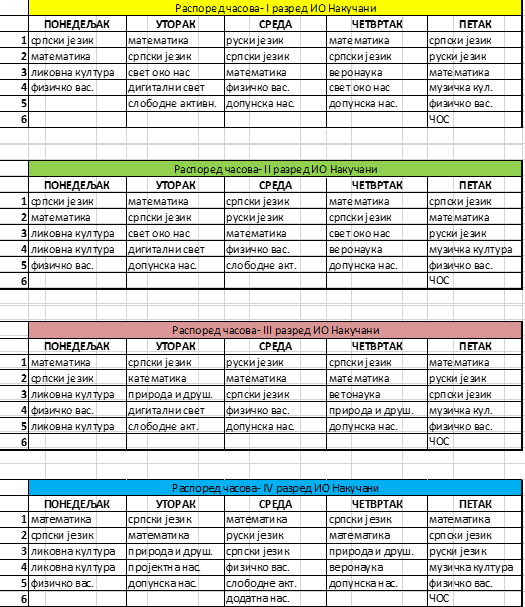 Распоред часова- I разред ИО Накучани
ПОНЕДЕЉАК УТОРАК СРЕДА ЧЕТВРТАК ПЕТАК
1 српски језик математика руски језик математика српски језик
2 математика српски језик српски језик српски језик руски језик
3 ликовна култура свет око нас математика веронаука математика
4 физичко вас. дигитални свет физичко вас. свет око нас музичка кул.
5 слободне активн. допунска нас. допунска нас. физичко вас.
6 ЧОС
Распоред часова- II разред ИО Накучани
ПОНЕДЕЉАК УТОРАК СРЕДА ЧЕТВРТАК ПЕТАК
1 српски језик математика српски језик математика српски језик
2 математика српски језик руски језик српски језик математика
3 ликовна култура свет око нас математика свет око нас руски језик
4 ликовна култура дигитални свет физичко вас. веронаука музичка култура
5 физичко вас. допунска нас. слободне акт. допунска нас. физичко вас.
6 ЧОС
Распоред часова- III разред ИО Накучани
ПОНЕДЕЉАК УТОРАК СРЕДА ЧЕТВРТАК ПЕТАК
1 математика српски језик руски језик српски језик математика
2 српски језик катематика математика математика руски језик
3 ликовна култура природа и друш. српски језик ветонаука српски језик
4 физичко вас. дигитални свет физичко вас. природа и друш. музичка кул.
5 ликовна култура слободне акт. допунска нас. допунска нас. физичко вас.
6 ЧОС
Распоред часова- IV разред ИО Накучани
ПОНЕДЕЉАК УТОРАК СРЕДА ЧЕТВРТАК ПЕТАК
1 математика српски језик математика српски језик математика
2 српски језик математика руски језик математика српски језик
3 ликовна култура природа и друш. српски језик природа и друш. руски језик
4 ликовна култура пројектна нас. физичко вас. веронаука музичка култура
5 физичко вас. допунска нас. слободне акт. допунска нас. физичко вас.
6 додатна нас. ЧОС